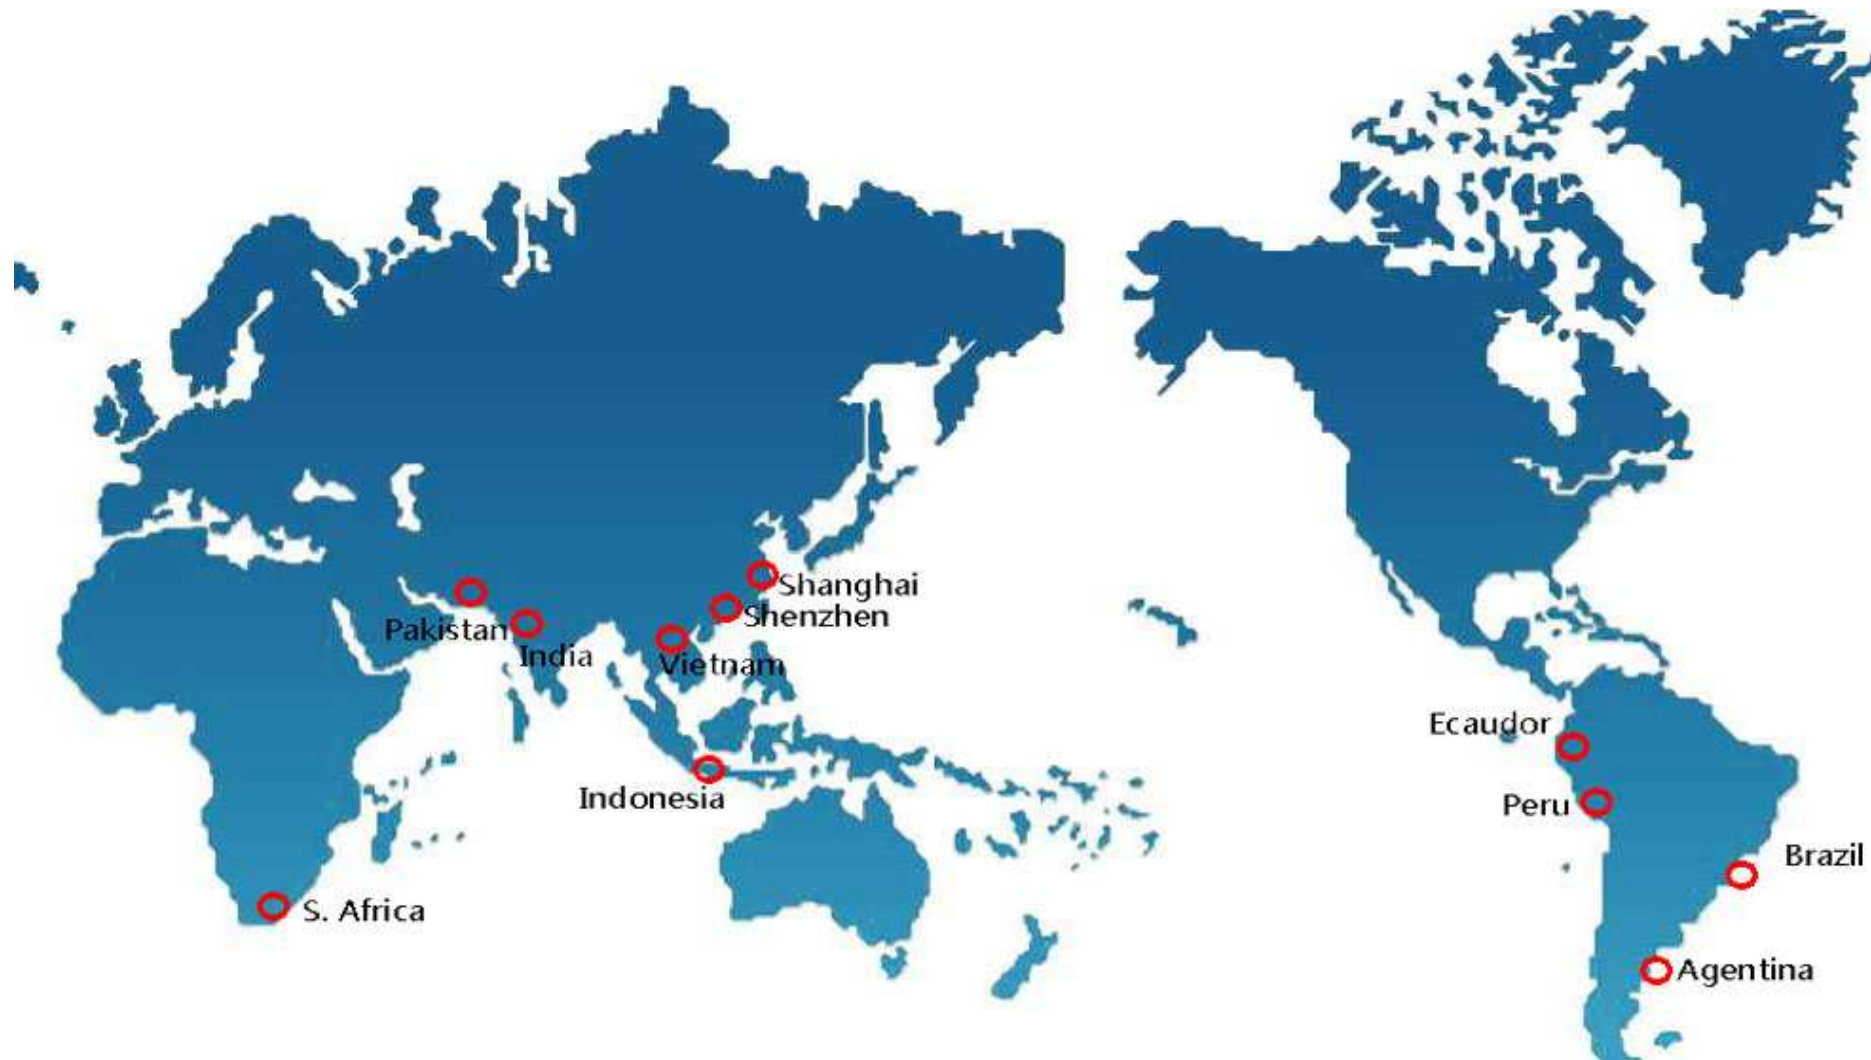 Shanghai
Shenzhen
Pakistan
India
Vietnam
Ecaudor
Indonesia
Peru
Brazil
S. Africa
Agentina